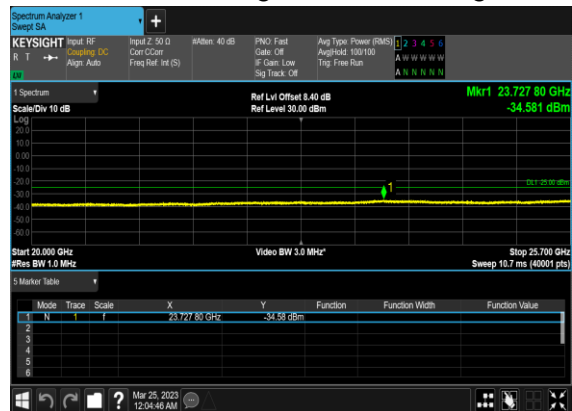 Spectrum Analyzer 1
Swept SA
+
KEYSIGHT Input: RF Input Z: 50 Ω #Atten: 40 dB PNO: Fast Avg Type: Power (RMS) 1 2 3 4 5 6
R T Coupling: DC Corr CCorr Gate: Off Avg|Hold: 100/100 A W W W W W
Align: Auto Freq Ref: Int (S) IF Gain: Low Trig: Free Run
LW Sig Track: Off A N N N N N
1 Spectrum Ref Lvl Offset 8.40 dB Mkr1 23.727 80 GHz
Scale/Div 10 dB Ref Level 30.00 dBm -34.581 dBm
Log
20.0
10.0
0.00
-10.0
-20.0 DL1 -25.00 dBm
-30.0 1
-40.0
-50.0
-60.0
Start 20.000 GHz Video BW 3.0 MHz* Stop 25.700 GHz
#Res BW 1.0 MHz Sweep 10.7 ms (40001 pts)
5 Marker Table
Mode Trace Scale X Y Function Function Width Function Value
1 N 1 f 23.727 80 GHz -34.58 dBm
2
3
4
5
6
? Mar 25, 2023
12:04:46 AM